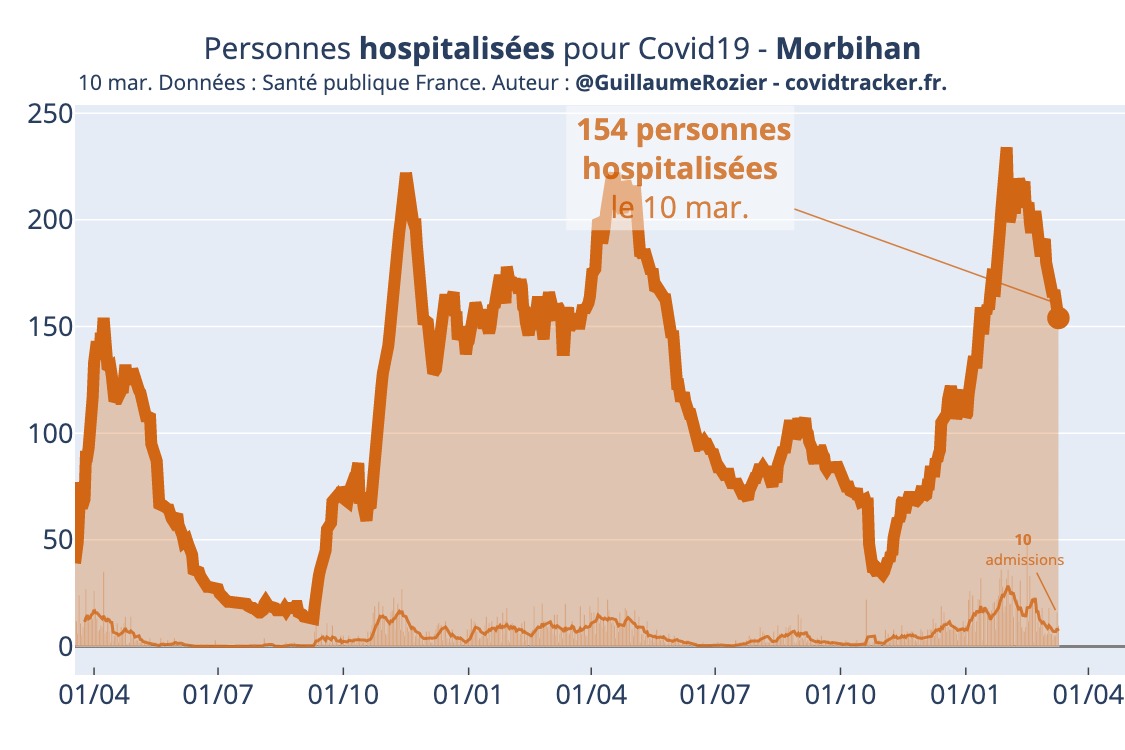 Personnes hospitalisées pour Covid19 - Morbihan
10 mar. Données : Santé publique France. Auteur : @GuillaumeRozier - covidtracker.fr.
250
154 personnes
hospitalisées
le 10 mar.
200
150
100
50
10
admissions
0
01/04 01/07 01/10 01/01 01/04 01/07 01/10 01/01 01/04